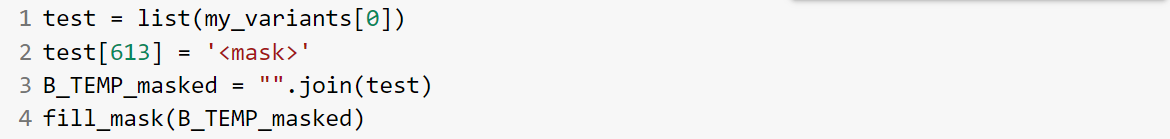 1 test = list(my_variants[0])
2 test[613] = '<mask>'
3 B_TEMP_masked = "".join(test)
4 fill_mask(B_TEMP_masked)